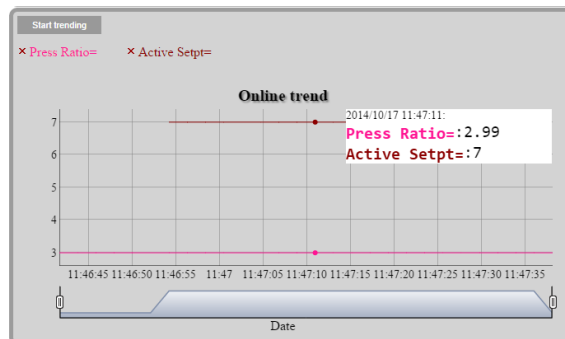 Start trending
× Press Ratio= × Active Setpt=
Online trend
2014/10/17 11:47:11:
Press Ratio=:2.99
Active Setpt=:7
7
6
5
4
3
11:46:45 11:46:50 11:46:55 11:47 11:47:05 11:47:10 11:47:15 11:47:20 11:47:25 11:47:30 11:47:35
Date